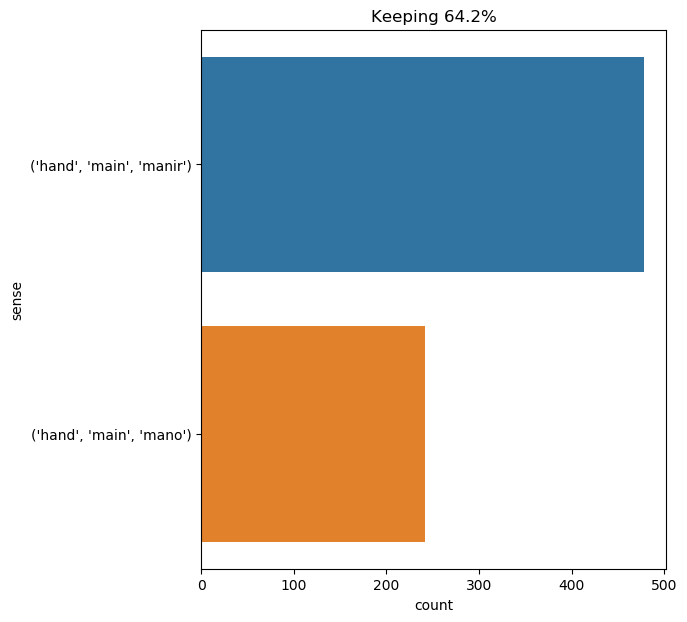 Keeping 64.2%
('hand', 'main', 'manir')
sense
('hand', 'main', 'mano')
0 100 200 300 400 500
count